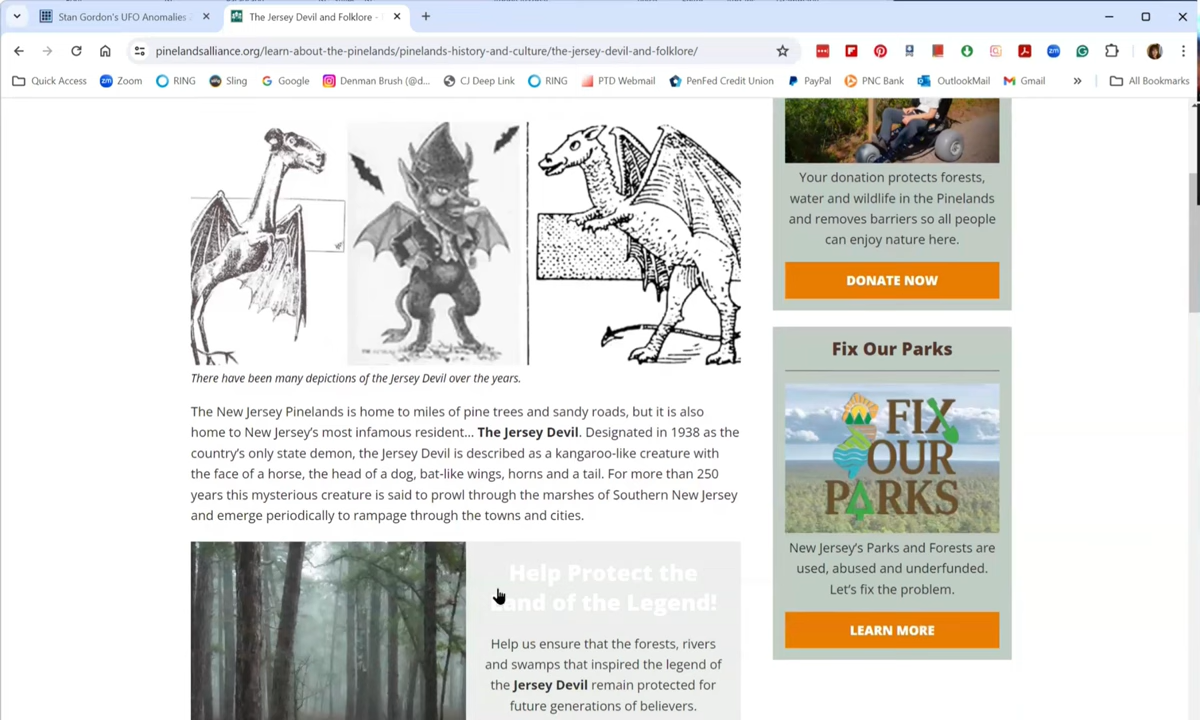 Stan Gordon's UFO Anomalies
The Jersey Devil and Folklore -
pinelandsalliance.org/learn-about-the-pinelands/pinelands-history-and-culture/the-jersey-devil-and-folklore/
Quick Access
Zoom
RING
Sling
Google
Denman Brush (@d...
CJ Deep Link
RING
PTD Webmail
PenFed Credit Union
PayPal
PNC Bank
OutlookMail
Gmail
»
All Bookmarks
There have been many depictions of the Jersey Devil over the years.
The New Jersey Pinelands is home to miles of pine trees and sandy roads, but it is also
home to New Jersey's most infamous resident... The Jersey Devil. Designated in 1938 as the
country's only state demon, the Jersey Devil is described as a kangaroo-like creature with
the face of a horse, the head of a dog, bat-like wings, horns and a tail. For more than 250
years this mysterious creature is said to prowl through the marshes of Southern New Jersey
and emerge periodically to rampage through the towns and cities.
Help Protect the
Land of the Legend!
Help us ensure that the forests, rivers
and swamps that inspired the legend of
the Jersey Devil remain protected for
future generations of believers.
Your donation protects forests,
water and wildlife in the Pinelands
and removes barriers so all people
can enjoy nature here.
DONATE NOW
Fix Our Parks
FIX
OUR
PARKS
New Jersey's Parks and Forests are
used, abused and underfunded.
Let's fix the problem.
LEARN MORE